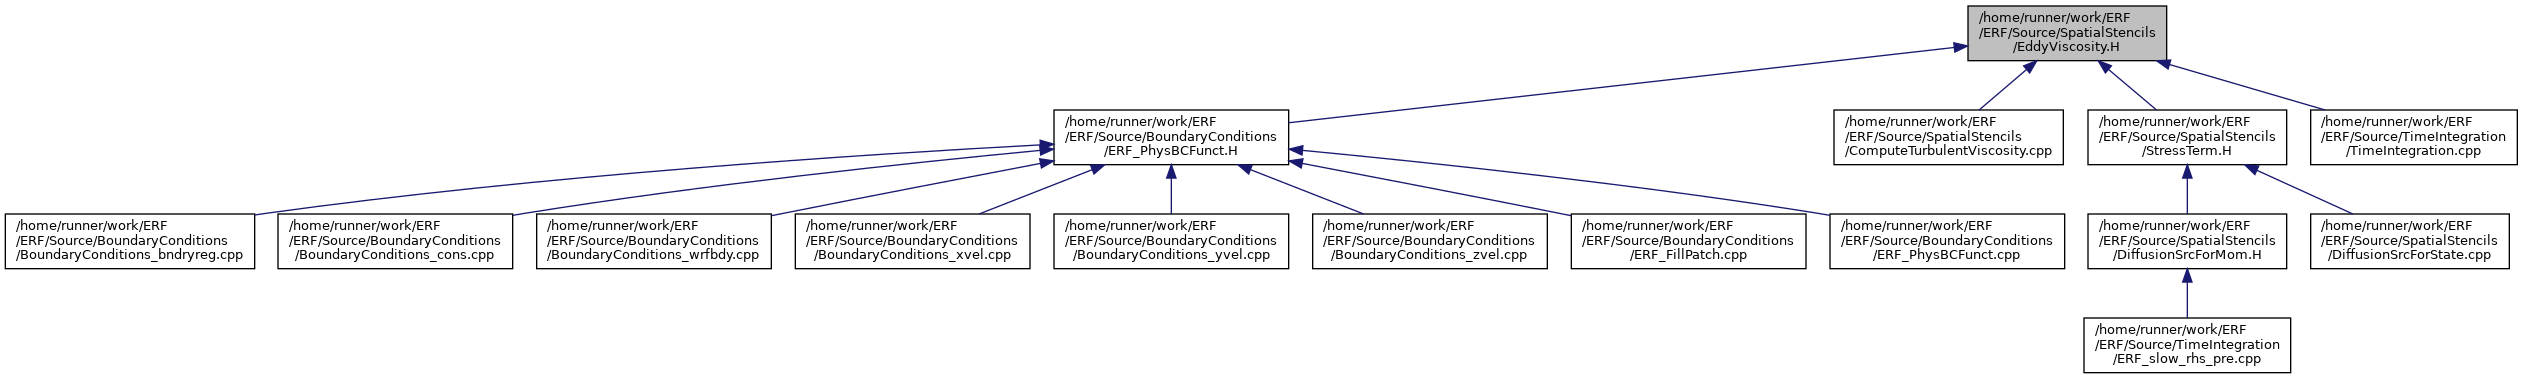 /home/runner/work/ERF
/ERF/Source/SpatialStencils
/EddyViscosity.H
/home/runner/work/ERF
/ERF/Source/BoundaryConditions
/ERF_PhysBCFunct.H
/home/runner/work/ERF
/ERF/Source/SpatialStencils
/ComputeTurbulentViscosity.cpp
/home/runner/work/ERF
/ERF/Source/SpatialStencils
/StressTerm.H
/home/runner/work/ERF
/ERF/Source/TimeIntegration
/TimeIntegration.cpp
/home/runner/work/ERF
/ERF/Source/BoundaryConditions
/BoundaryConditions_bndryreg.cpp
/home/runner/work/ERF
/ERF/Source/BoundaryConditions
/BoundaryConditions_cons.cpp
/home/runner/work/ERF
/ERF/Source/BoundaryConditions
/BoundaryConditions_wrfbdy.cpp
/home/runner/work/ERF
/ERF/Source/BoundaryConditions
/BoundaryConditions_xvel.cpp
/home/runner/work/ERF
/ERF/Source/BoundaryConditions
/BoundaryConditions_yvel.cpp
/home/runner/work/ERF
/ERF/Source/BoundaryConditions
/BoundaryConditions_zvel.cpp
/home/runner/work/ERF
/ERF/Source/BoundaryConditions
/ERF_FillPatch.cpp
/home/runner/work/ERF
/ERF/Source/BoundaryConditions
/ERF_PhysBCFunct.cpp
/home/runner/work/ERF
/ERF/Source/SpatialStencils
/DiffusionSrcForMom.H
/home/runner/work/ERF
/ERF/Source/SpatialStencils
/DiffusionSrcForState.cpp
/home/runner/work/ERF
/ERF/Source/TimeIntegration
/ERF_slow_rhs_pre.cpp